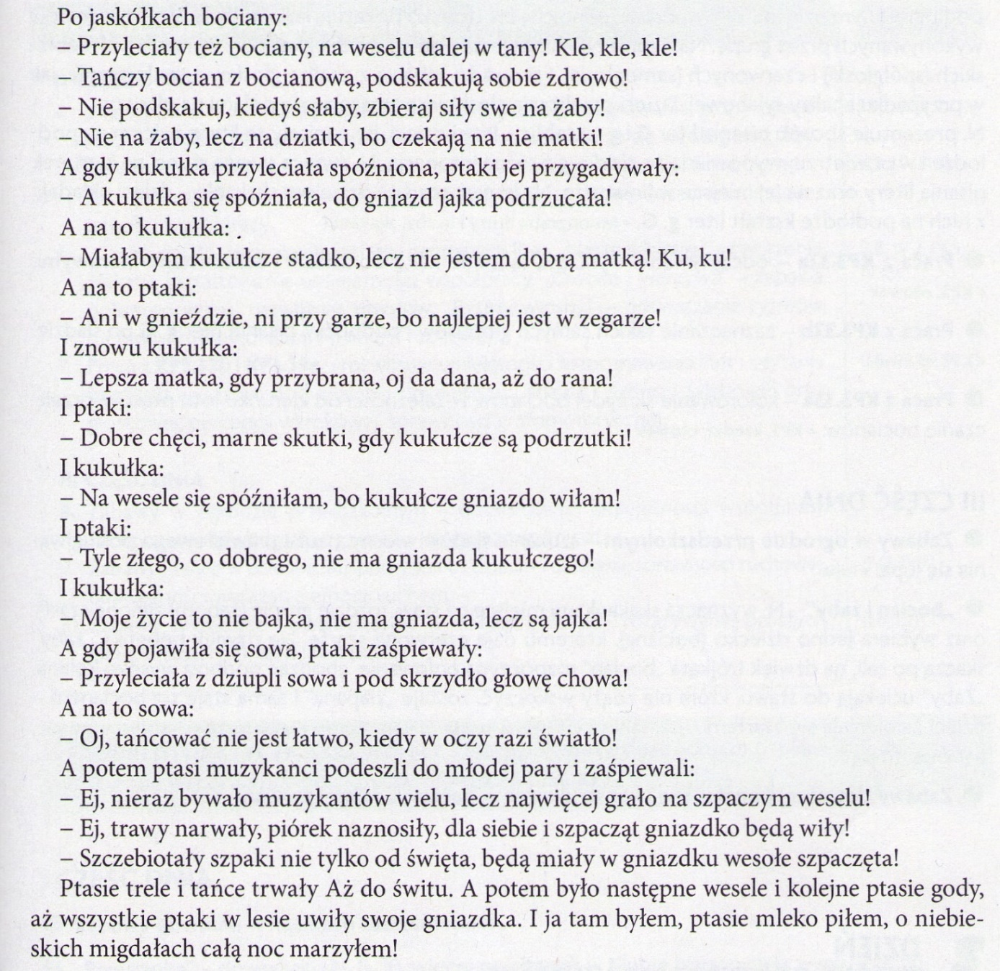 Po jaskółkach bociany:
– Przyleciały też bociany, na weselu dalej w tany! Kle, kle, kle!
– Tańczy bocian z bocianową, podskakują sobie zdrowo!
– Nie podskakuj, kiedyś słaby, zbieraj siły swe na żaby!
– Nie na żaby, lecz na dziatki, bo czekają na nie matki!
A gdy kukułka przyleciała spóźniona, ptaki jej przygadywały:
– A kukułka się spóźniała, do gniazd jajka podrzucała!
A na to kukułka:
– Miałabym kukułcze stadko, lecz nie jestem dobrą matką! Ku, ku!
A na to ptaki:
– Ani w gnieździe, ni przy garze, bo najlepiej jest w zegarze!
I znowu kukułka:
– Lepsza matka, gdy przybrana, oj da dana, aż do rana!
I ptaki:
– Dobre chęci, marne skutki, gdy kukułcze są podrzutki!
I kukułka:
– Na wesele się spóźniłam, bo kukułcze gniazdo wiłam!
I ptaki:
– Tyle złego, co dobrego, nie ma gniazda kukułczego!
I kukułka:
– Moje życie to nie bajka, nie ma gniazda, lecz są jajka!
A gdy pojawiła się sowa, ptaki zaśpiewały:
– Przyleciała z dziupli sowa i pod skrzydło głowę chowa!
A na to sowa:
– Oj, tańcować nie jest łatwo, kiedy w oczy razi światło!
A potem ptasi muzykanci podeszli do młodej pary i zaśpiewali:
– Ej, nieraz bywało muzykantów wielu, lecz najwięcej grało na szpaczym weselu!
– Ej, trawy narwały, piórek naznosiły, dla siebie i szpacząt gniazdko będą wiły!
– Szczebiotały szpaki nie tylko od święta, będą miały w gniazdku wesołe szpaczęta!
Ptasie trele i tańce trwały Aż do świtu. A potem było następne wesele i kolejne ptasie gody,
aż wszystkie ptaki w lesie uwiły swoje gniazdka. I ja tam byłem, ptasie mleko piłem, o niebie-
skich migdałach całą noc marzyłem!